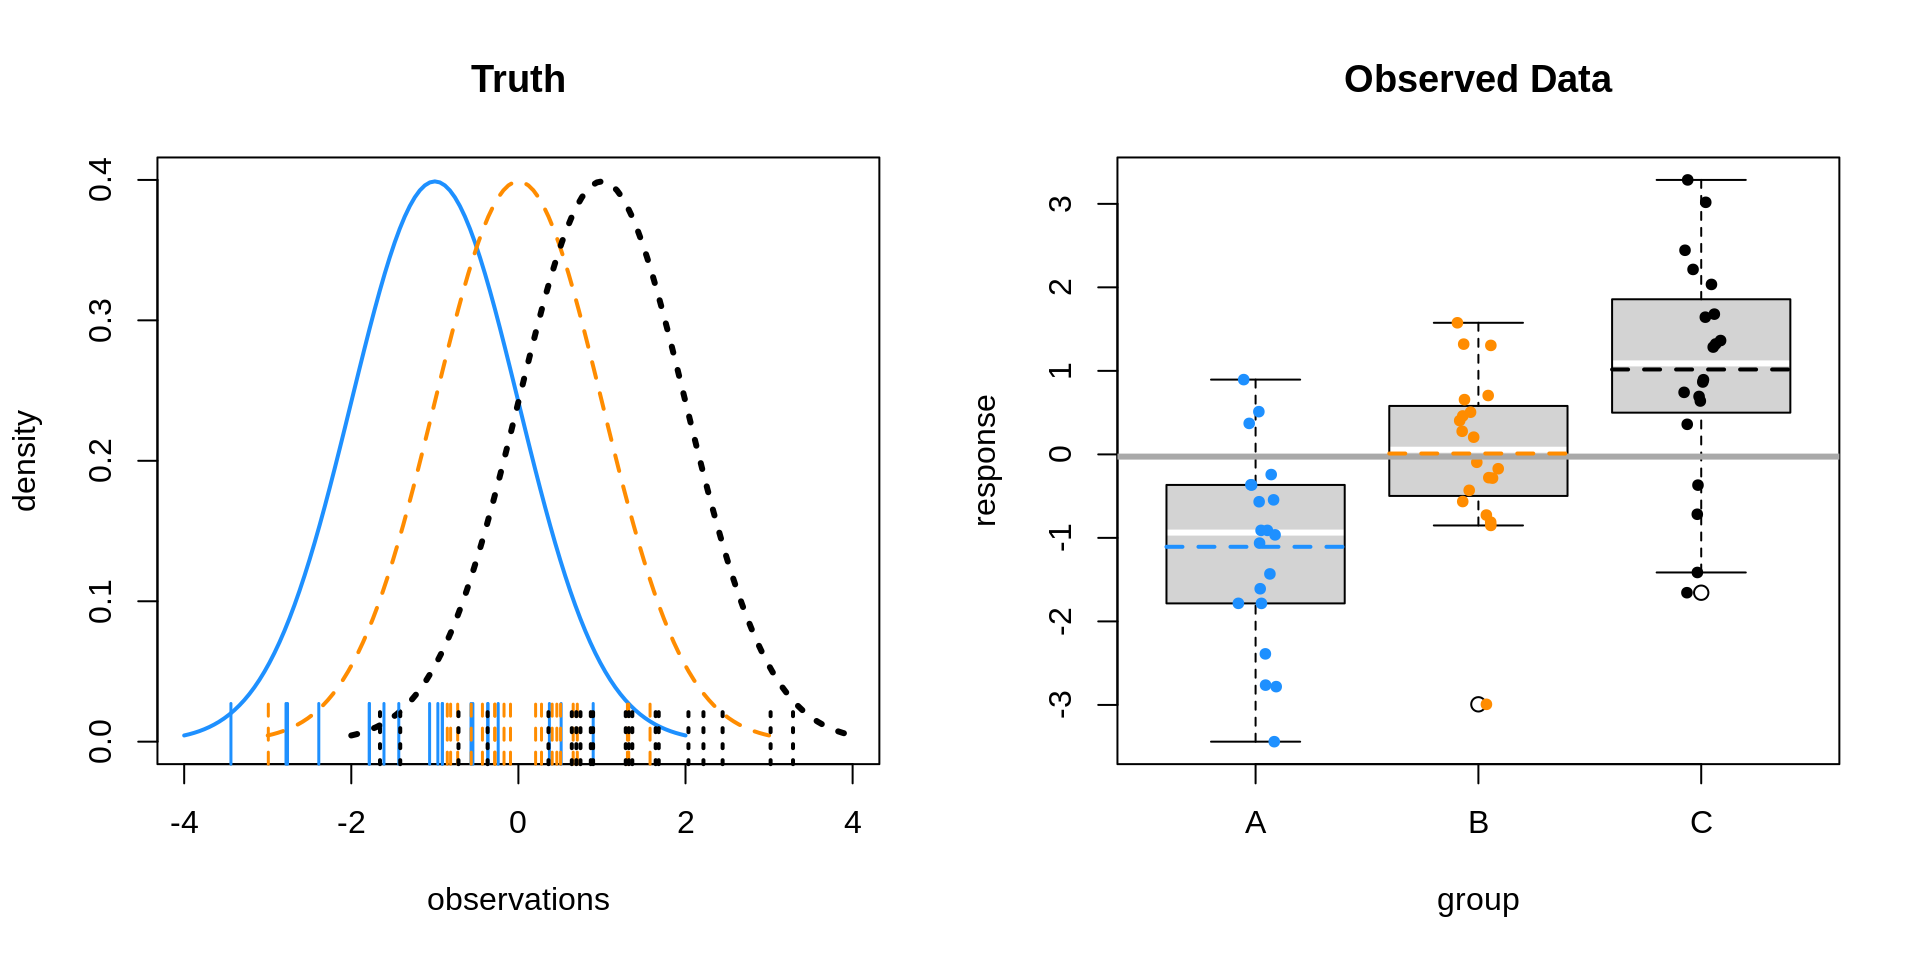 Truth
density
0.0 0.1 0.2 0.3 0.4
-4 -2 0 2 4
observations
Observed Data
response
-3 -2 -1 0 1 2 3
A B C
group